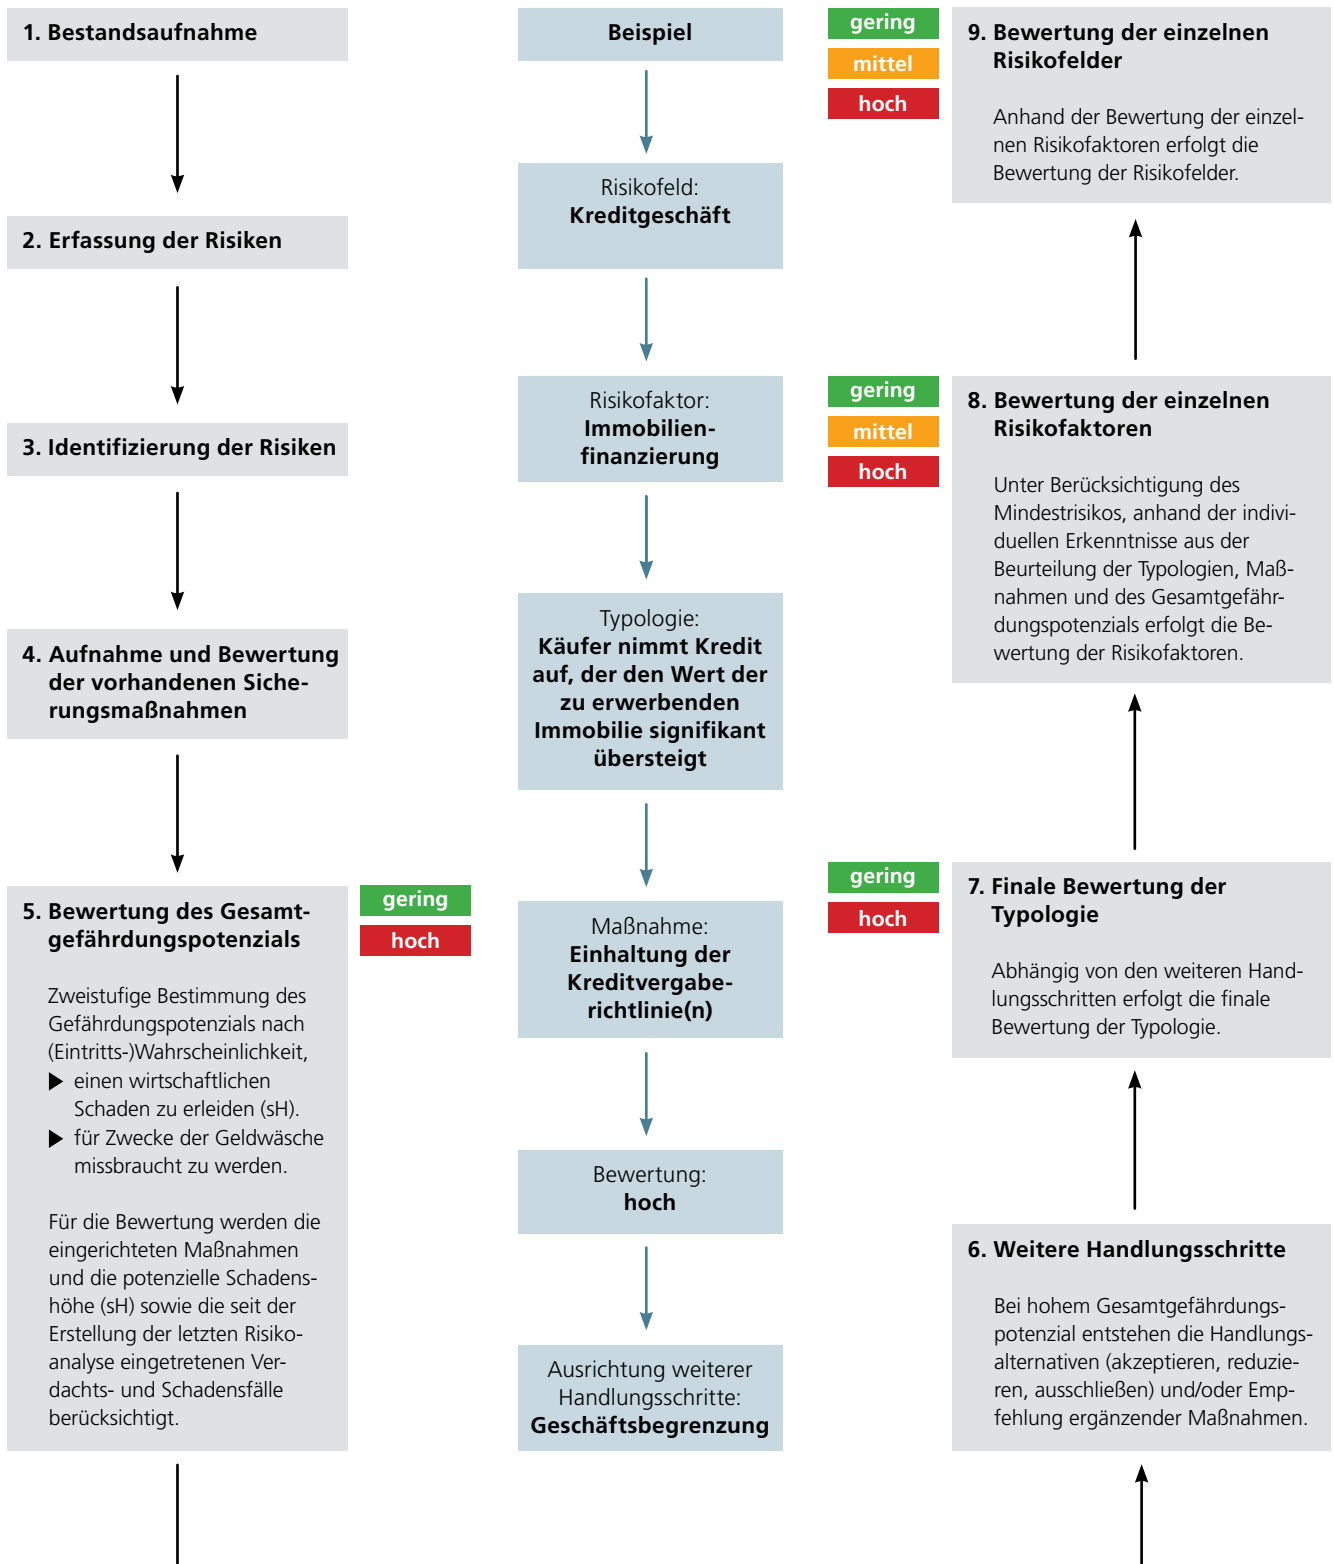 1. Bestandsaufnahme
2. Erfassung der Risiken
3. Identifizierung der Risiken
4. Aufnahme und Bewertung
der vorhandenen Siche-
rungsmaßnahmen
5. Bewertung des Gesamt-
gefährdungspotenzials
Zweistufige Bestimmung des
Gefährdungspotenzials nach
(Eintritts-)Wahrscheinlichkeit,
▶ einen wirtschaftlichen
Schaden zu erleiden (sH).
▶ für Zwecke der Geldwäsche
missbraucht zu werden.
Für die Bewertung werden die
eingerichteten Maßnahmen
und die potenzielle Schadens-
höhe (sH) sowie die seit der
Erstellung der letzten Risiko-
analyse eingetretenen Ver-
dachts- und Schadensfälle
berücksichtigt.
gering
hoch
Beispiel
Risikofeld:
Kreditgeschäft
Risikofaktor:
Immobilien-
finanzierung
Typologie:
Käufer nimmt Kredit
auf, der den Wert der
zu erwerbenden
Immobilie signifikant
übersteigt
Maßnahme:
Einhaltung der
Kreditvergabe-
richtlinie(n)
Bewertung:
hoch
Ausrichtung weiterer
Handlungsschritte:
Geschäftsbegrenzung
6. Weitere Handlungsschritte
Bei hohem Gesamtgefährdungs-
potenzial entstehen die Handlungs-
alternativen (akzeptieren, reduzie-
ren, ausschließen) und/oder Emp-
fehlung ergänzender Maßnahmen.
gering
hoch
7. Finale Bewertung der
Typologie
Abhängig von den weiteren Hand-
lungsschritten erfolgt die finale
Bewertung der Typologie.
gering
mittel
hoch
8. Bewertung der einzelnen
Risikofaktoren
Unter Berücksichtigung des
Mindestrisikos, anhand der indivi-
duellen Erkenntnisse aus der
Beurteilung der Typologien, Maß-
nahmen und des Gesamtgefähr-
dungspotenzials erfolgt die Be-
wertung der Risikofaktoren.
gering
mittel
hoch
9. Bewertung der einzelnen
Risikofelder
Anhand der Bewertung der einzel-
nen Risikofaktoren erfolgt die
Bewertung der Risikofelder.